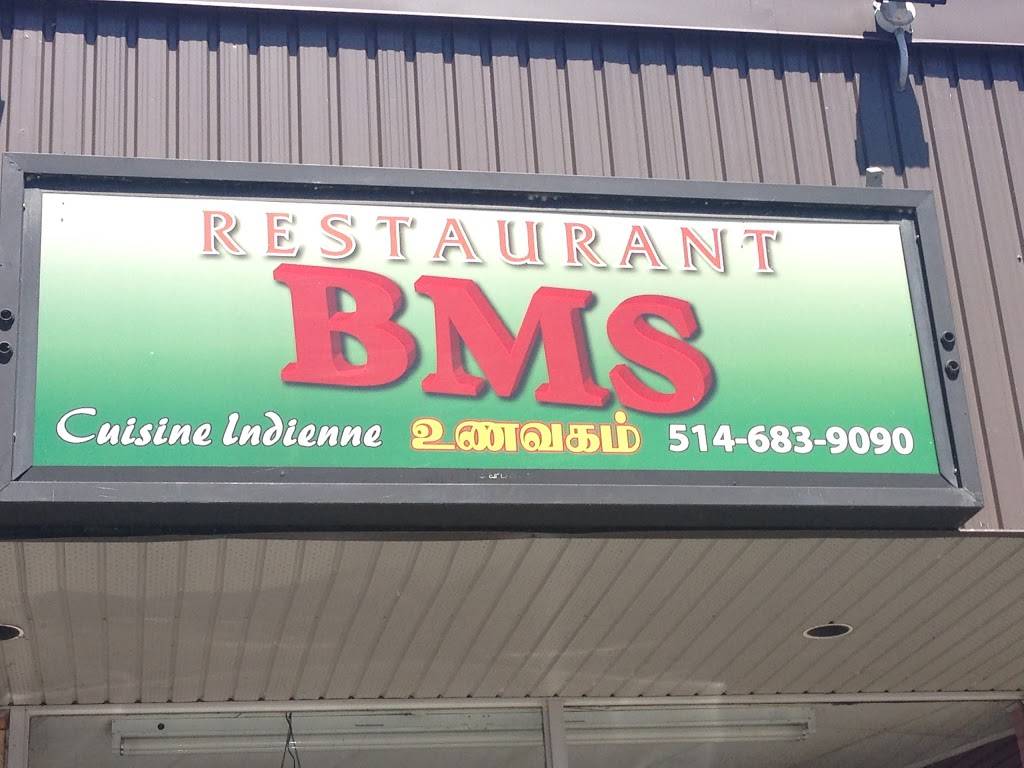 RESTAURANT
BMS
Cuisine Indienne உணவகம் 514-683-9090